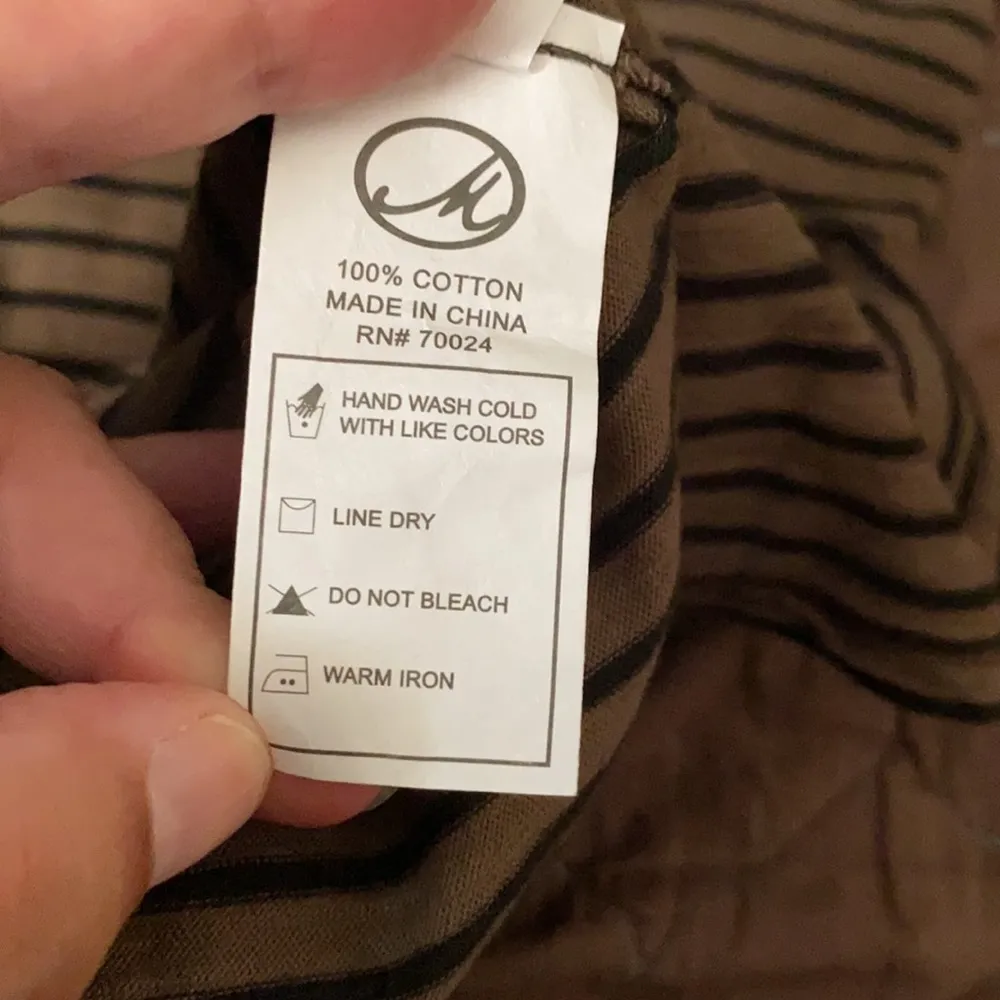 M
100% COTTON
MADE IN CHINA
RN# 70024
HAND WASH COLD
WITH LIKE COLORS
LINE DRY
DO NOT BLEACH
WARM IRON